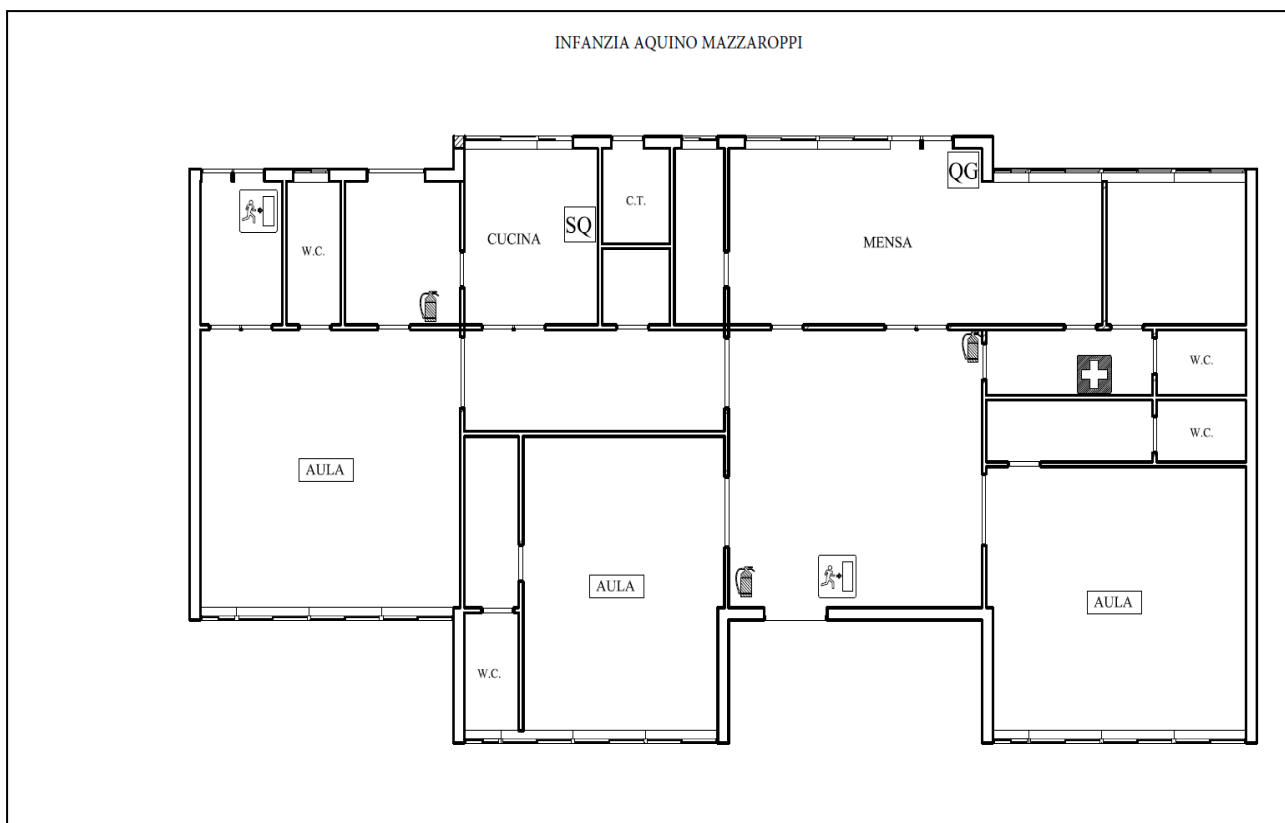 INFANZIA AQUINO MAZZAROPPI
QG
C.T.
SQ
CUCINA
MENSA
W.C.
W.C.
W.C.
AULA
AULA
AULA
W.C.